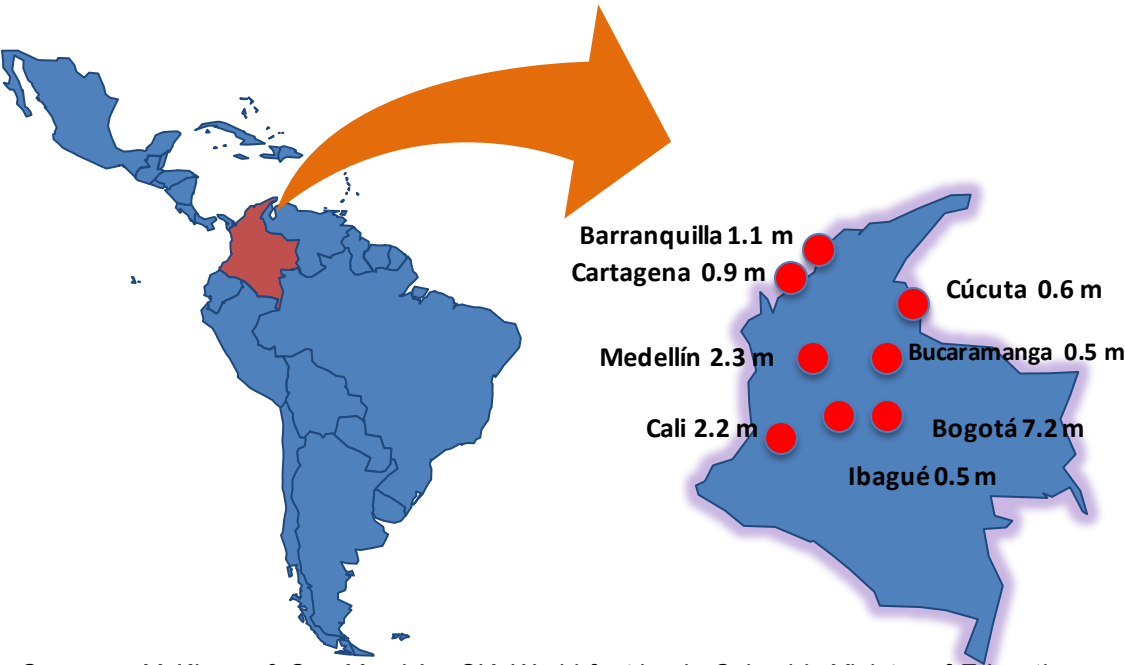 Barranquilla 1.1 m
Cartagena 0.9 m
Cúcuta 0.6 m
Medellín 2.3 m
Bucaramanga 0.5 m
Cali 2.2 m
Bogotá 7.2 m
Ibagué 0.5 m